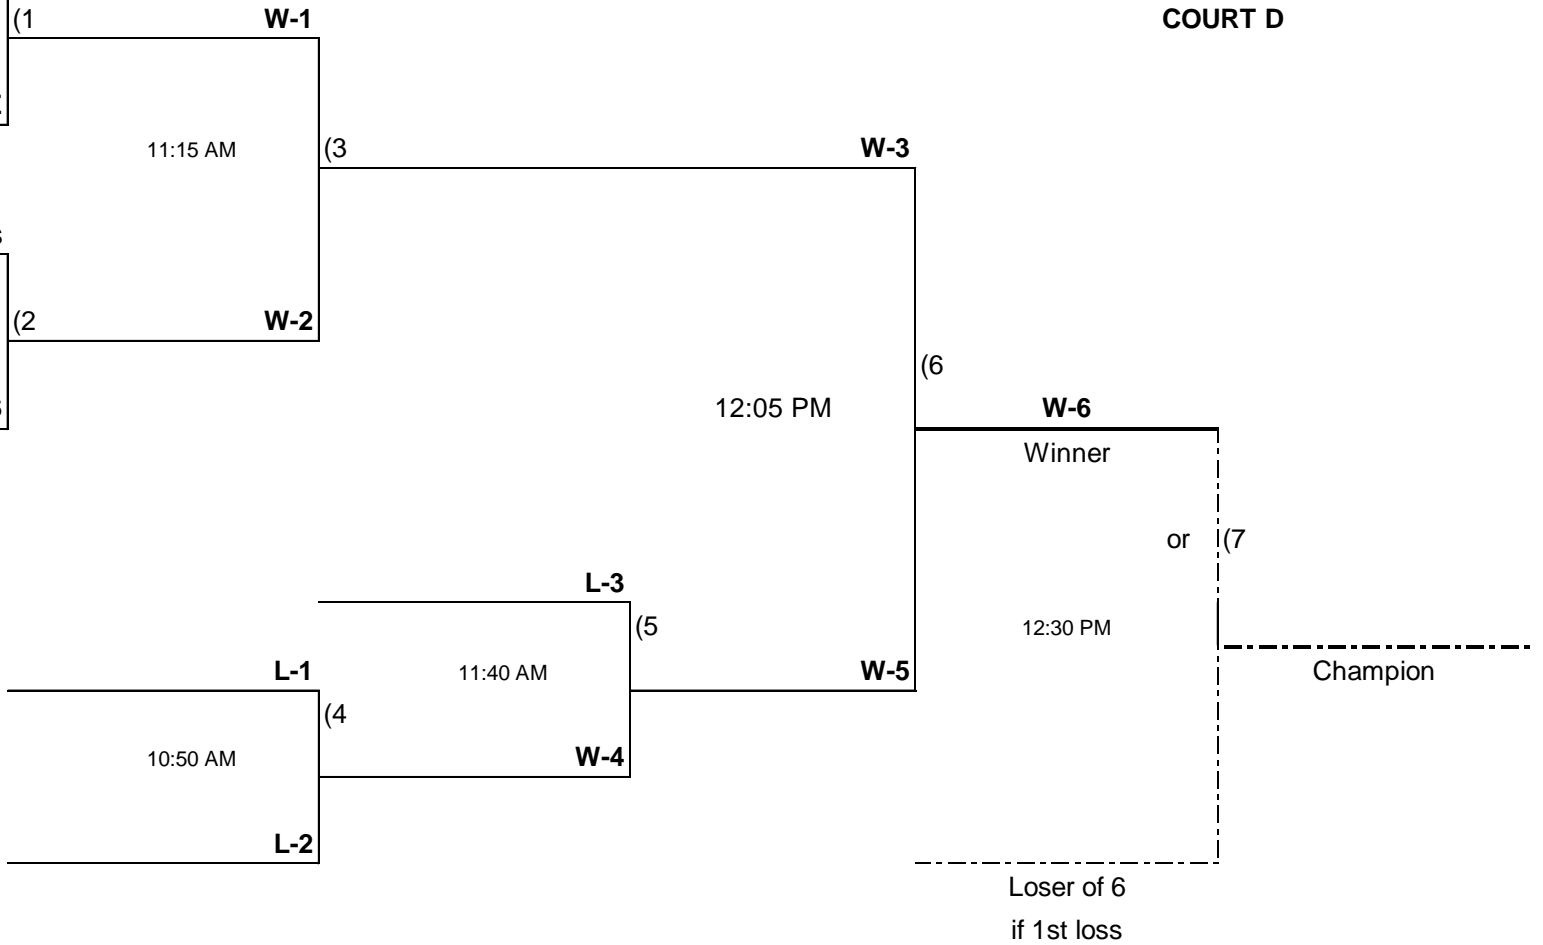 (1
W-1
COURT D
11:15 AM
(3
W-3
(2
W-2
(6
12:05 PM
W-6
Winner
or
(7
L-3
(5
12:30 PM
L-1
11:40 AM
W-5
Champion
(4
10:50 AM
W-4
L-2
Loser of 6
if 1st loss